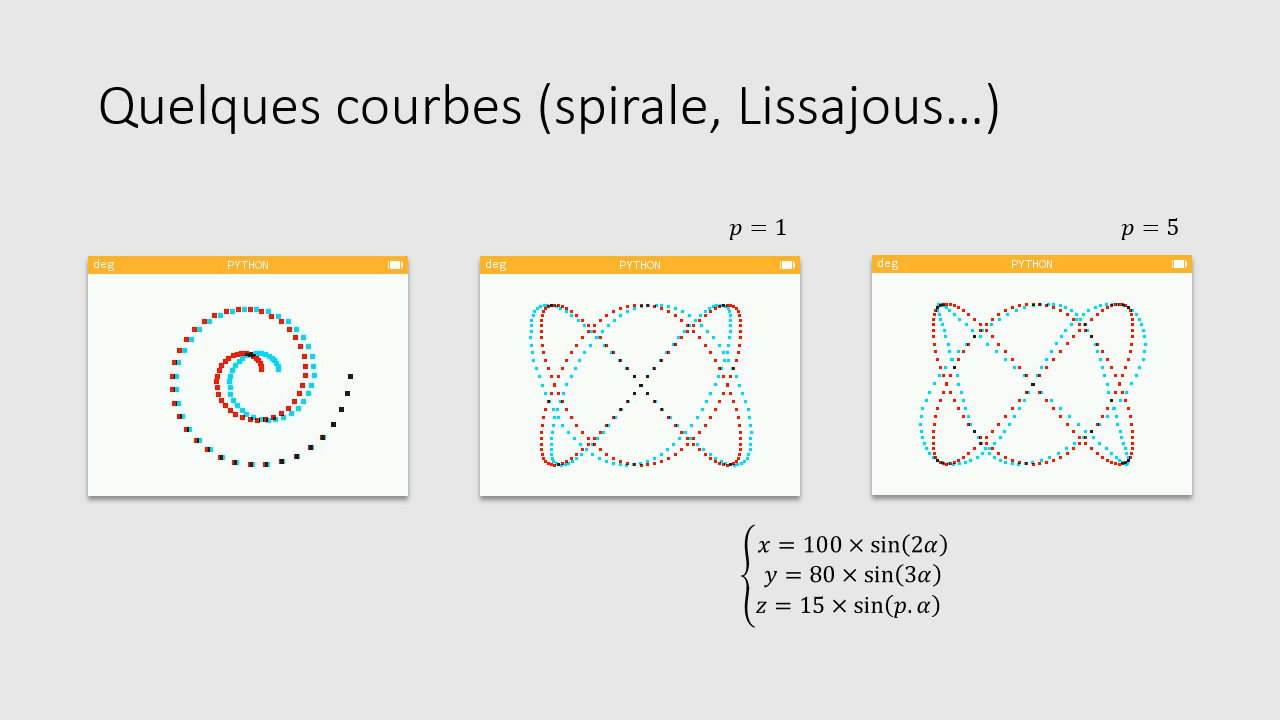 Quelques courbes (spirale, Lissajous…)
p = 1
p = 5
deg PYTHON
deg PYTHON
deg PYTHON
x = 100 × sin(2α)
y = 80 × sin(3α)
z = 15 × sin(p. α)